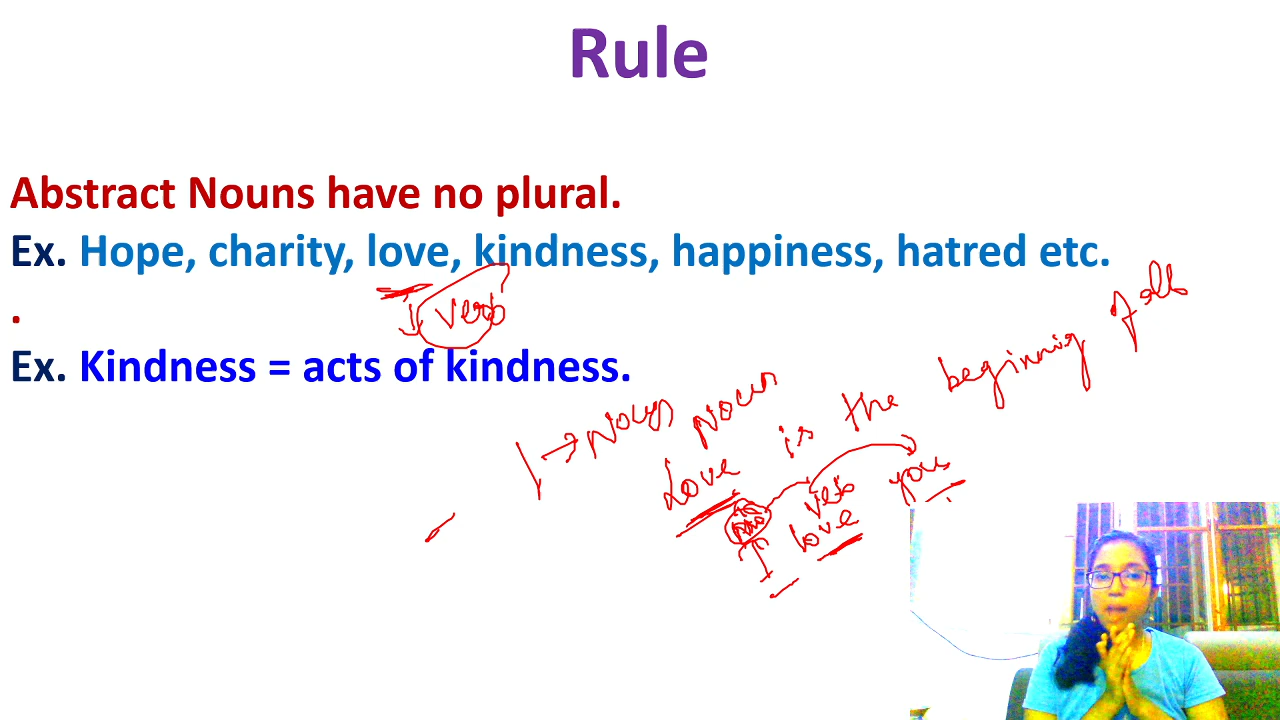 Rule
Abstract Nouns have no plural.
Ex. Hope, charity, love, kindness, happiness, hatred etc.
verb
.
Ex. Kindness = acts of kindness.
Noun
Noun
Love is the beginning of all
verb
I love you